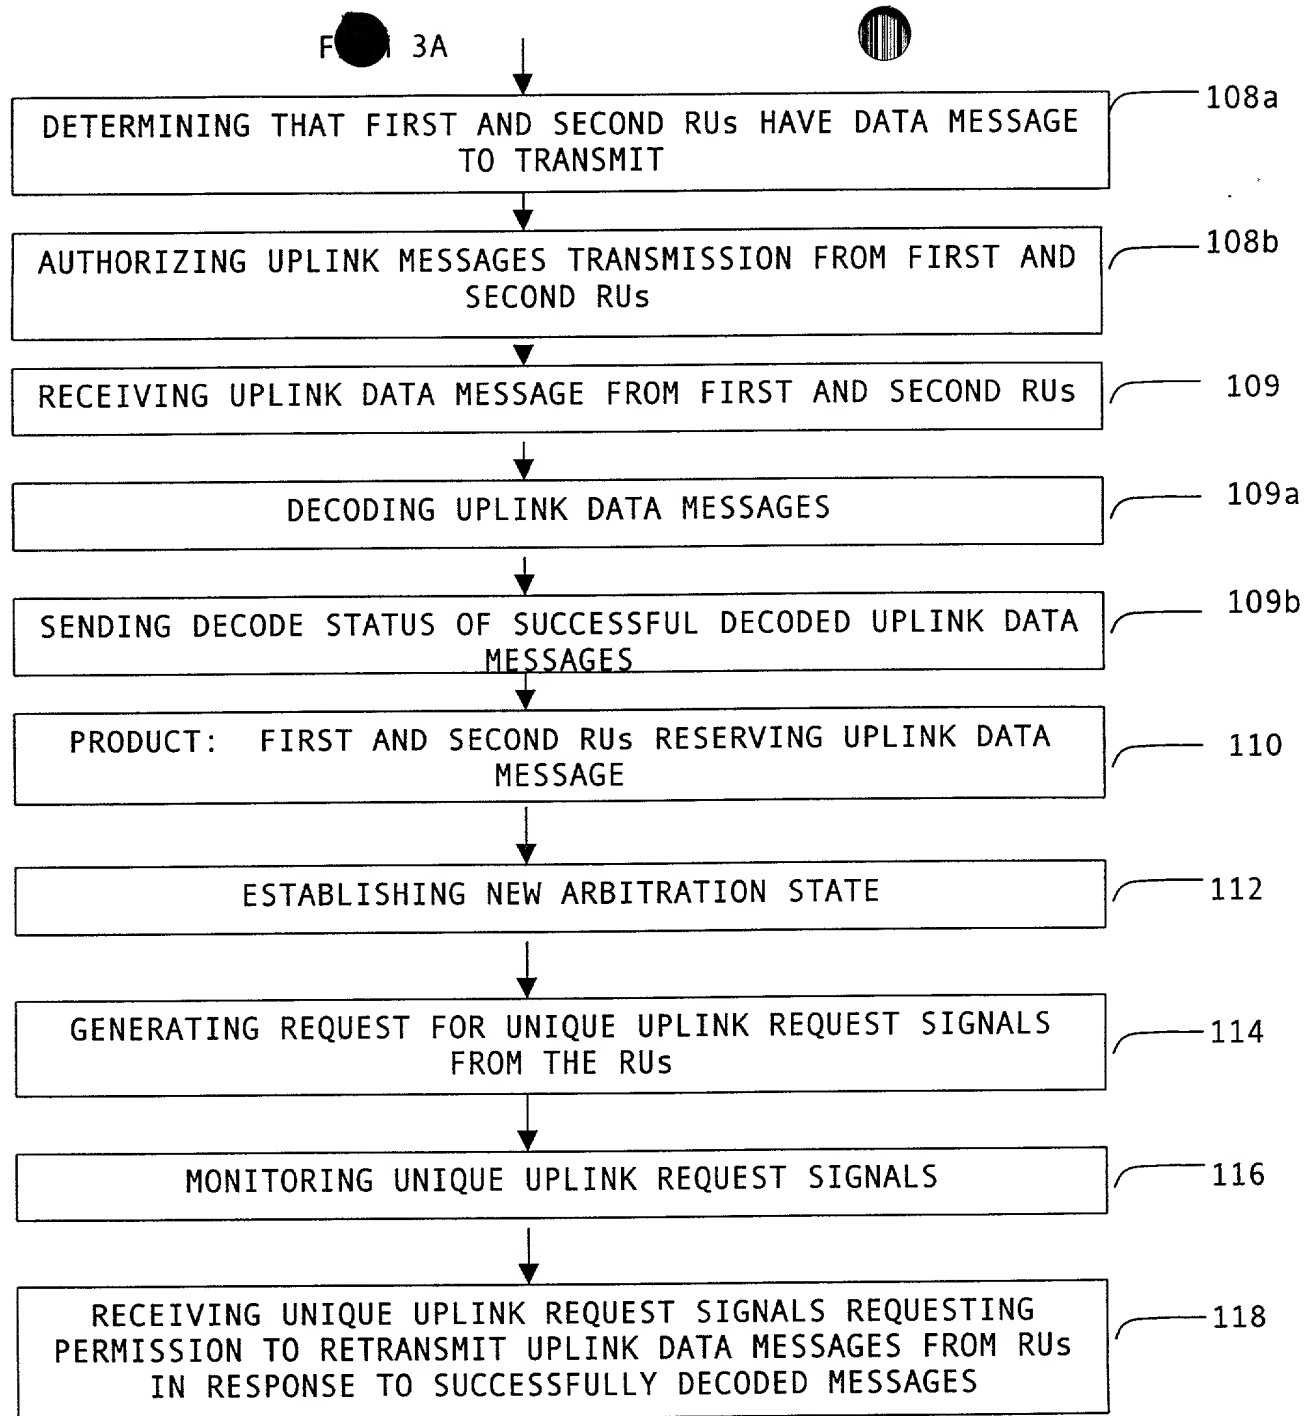 3A
108a
DETERMINING THAT FIRST AND SECOND RUs HAVE DATA MESSAGE
TO TRANSMIT
108b
AUTHORIZING UPLINK MESSAGES TRANSMISSION FROM FIRST AND
SECOND RUs
RECEIVING UPLINK DATA MESSAGE FROM FIRST AND SECOND RUs
109
DECODING UPLINK DATA MESSAGES
109a
109b
SENDING DECODE STATUS OF SUCCESSFUL DECODED UPLINK DATA
MESSAGES
PRODUCT: FIRST AND SECOND RUs RESERVING UPLINK DATA
MESSAGE
110
ESTABLISHING NEW ARBITRATION STATE
112
GENERATING REQUEST FOR UNIQUE UPLINK REQUEST SIGNALS
FROM THE RUs
114
MONITORING UNIQUE UPLINK REQUEST SIGNALS
116
RECEIVING UNIQUE UPLINK REQUEST SIGNALS REQUESTING
PERMISSION TO RETRANSMIT UPLINK DATA MESSAGES FROM RUs
IN RESPONSE TO SUCCESSFULLY DECODED MESSAGES
118